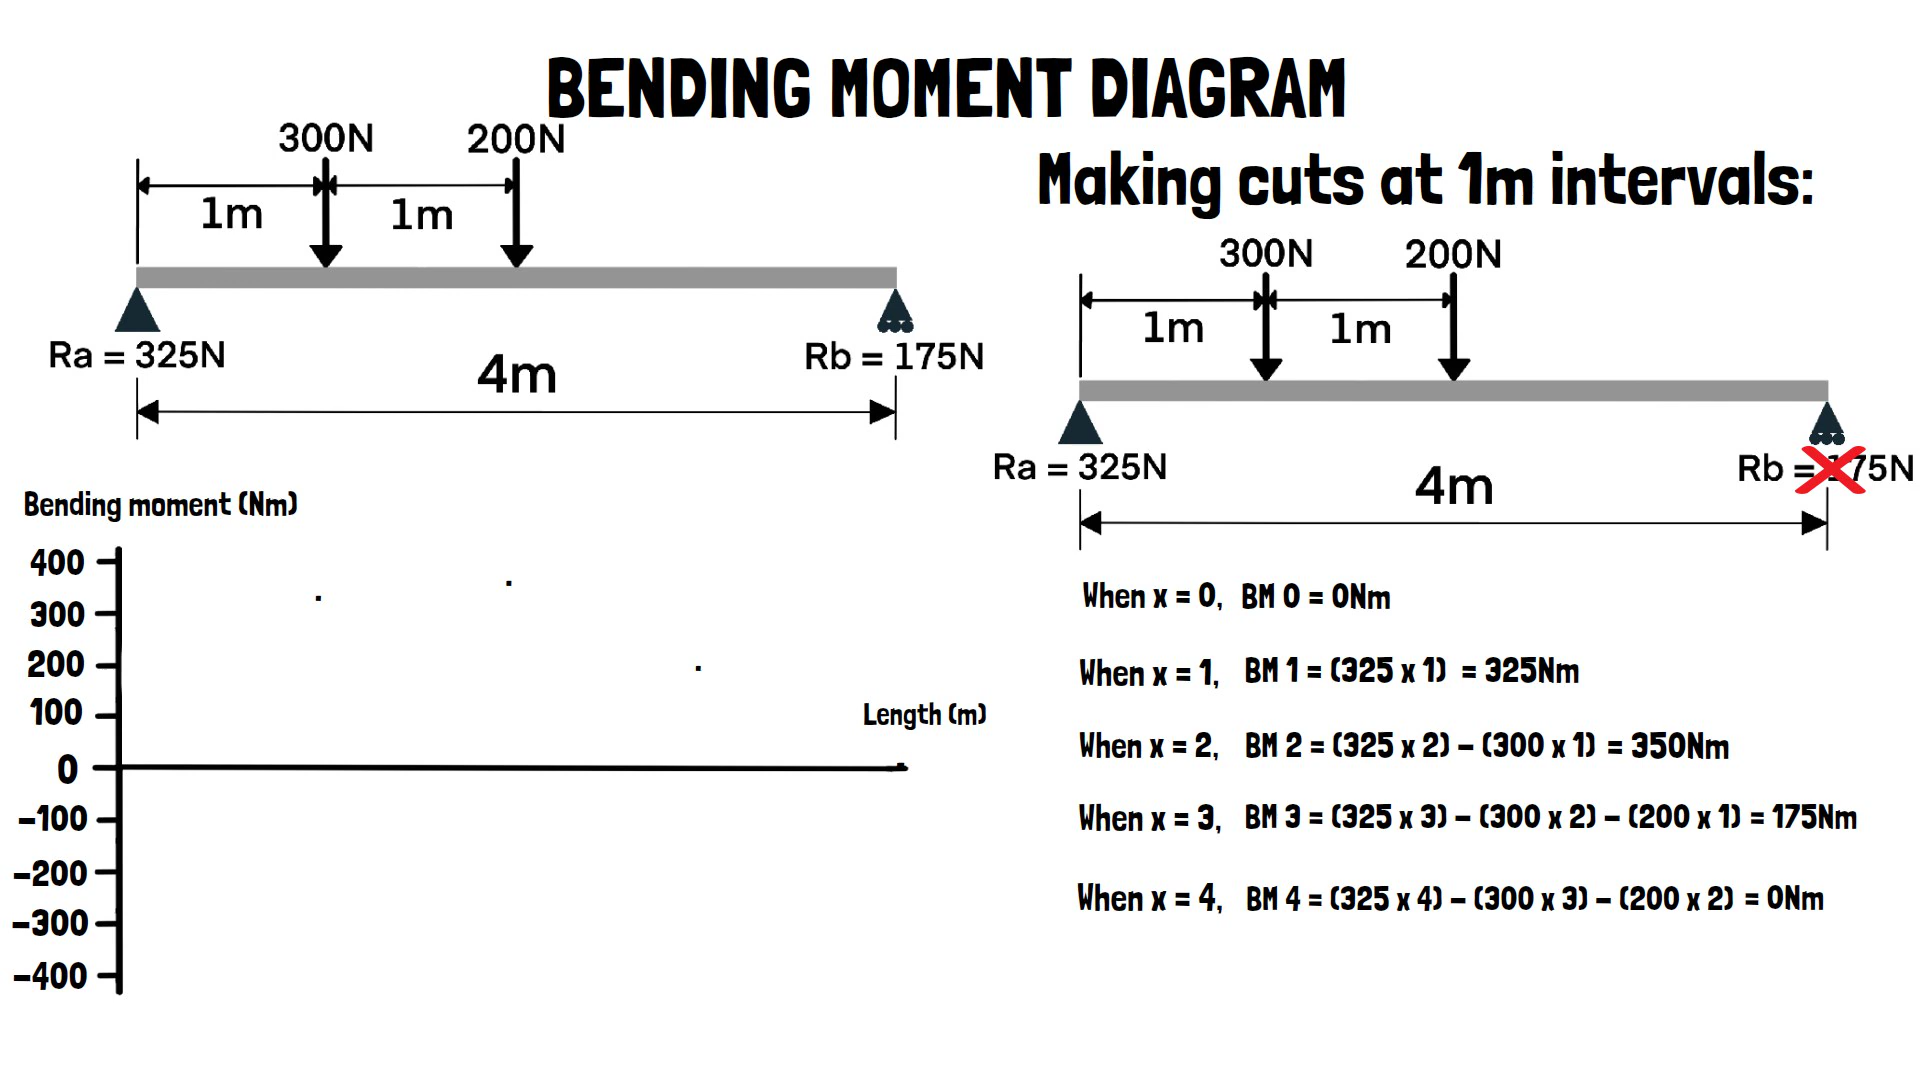 BENDING MOMENT DIAGRAM
300N 200N
1m 1m
Ra = 325N Rb = 175N
4m
Making cuts at 1m intervals:
300N 200N
1m 1m
Ra = 325N Rb = 175N
4m
Bending moment (Nm)
400
300
200
100
0
-100
-200
-300
-400
Length (m)
When x = 0, BM 0 = 0Nm
When x = 1, BM 1 = (325 x 1) = 325Nm
When x = 2, BM 2 = (325 x 2) - (300 x 1) = 350Nm
When x = 3, BM 3 = (325 x 3) - (300 x 2) - (200 x 1) = 175Nm
When x = 4, BM 4 = (325 x 4) - (300 x 3) - (200 x 2) = 0Nm